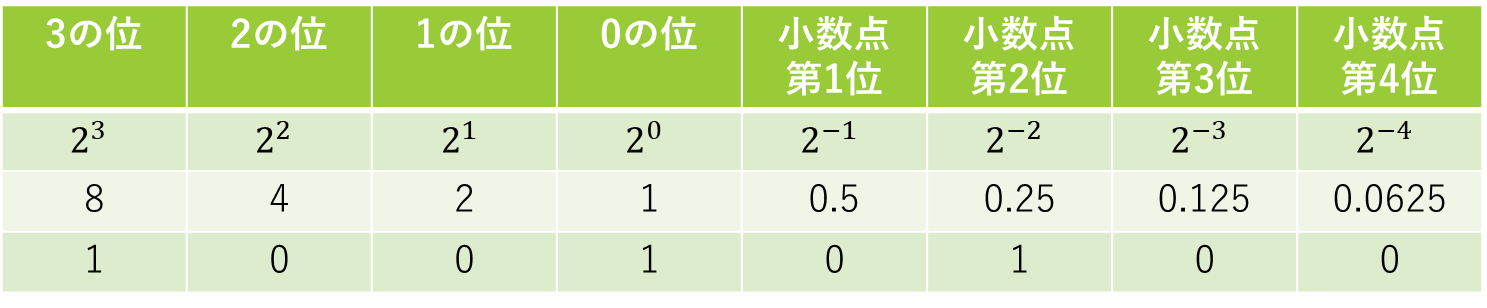 3の位 2の位 1の位 0の位 小数点第1位 小数点第2位 小数点第3位 小数点第4位
2³ 2² 2¹ 2⁰ 2⁻¹ 2⁻² 2⁻³ 2⁻⁴
8 4 2 1 0.5 0.25 0.125 0.0625
1 0 0 1 0 1 0 0